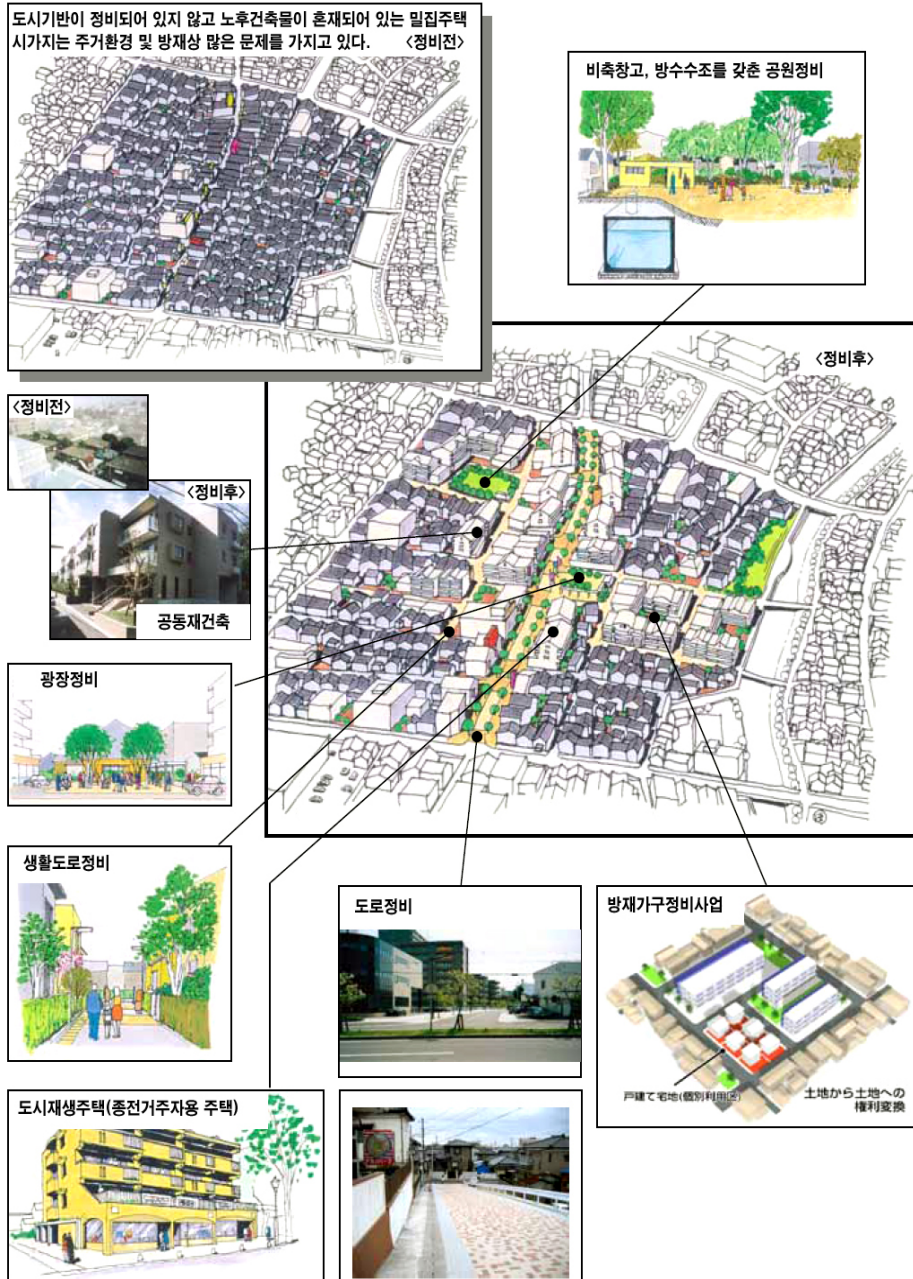 도시기반이 정비되어 있지 않고 노후건축물이 혼재되어 있는 밀집주택
시가지는 주거환경 및 방재상 많은 문제를 가지고 있다. 〈정비전〉
비축창고, 방수수조를 갖춘 공원정비
〈정비후〉
〈정비전〉
〈정비후〉
공동재건축
광장정비
생활도로정비
도로정비
방재가구정비사업
戸建て宅地(個別利用区)
土地から土地への
権利変換
도시재생주택(종전거주자용 주택)